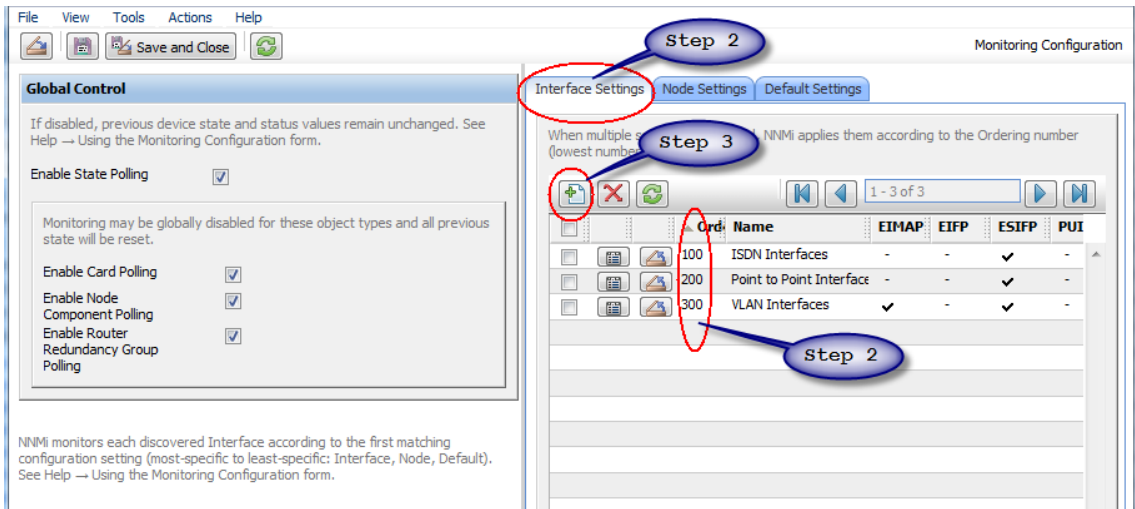 File View Tools Actions Help
Save and Close
Monitoring Configuration
Step 2
Global Control
If disabled, previous device state and status values remain unchanged. See
Help → Using the Monitoring Configuration form.
Enable State Polling
Monitoring may be globally disabled for these object types and all previous
state will be reset.
Enable Card Polling
Enable Node
Component Polling
Enable Router
Redundancy Group
Polling
NNMi monitors each discovered Interface according to the first matching
configuration setting (most-specific to least-specific: Interface, Node, Default).
See Help → Using the Monitoring Configuration form.
Interface Settings Node Settings Default Settings
When multiple NNMi applies them according to the Ordering number
(lowest number
Step 3
1 - 3 of 3
Ord Name EIMAP EIFP ESIFP PUI
100 ISDN Interfaces - - ✓ -
200 Point to Point Interface - - ✓ -
300 VLAN Interfaces ✓ - ✓ -
Step 2